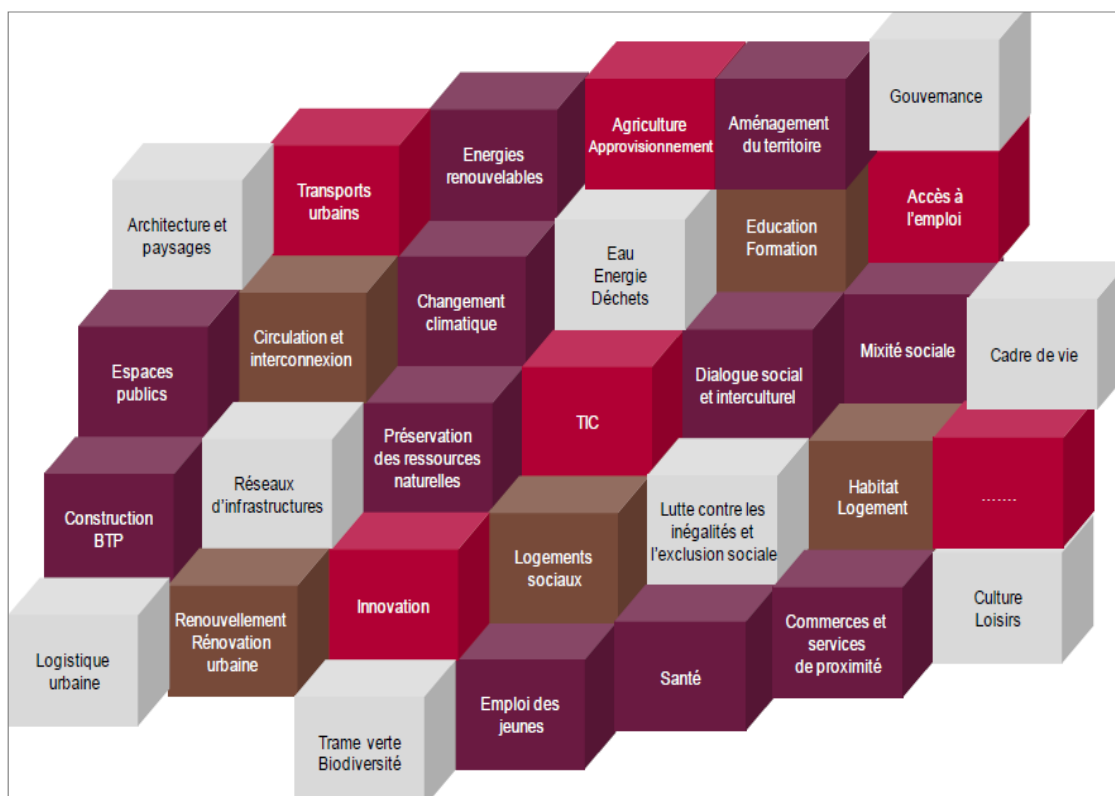 Gouvernance
Agriculture
Approvisionnement
Aménagement
du territoire
Energies
renouvelables
Transports
urbains
Architecture et
paysages
Accès à
l'emploi
Education
Formation
Eau
Energie
Déchets
Changement
climatique
Circulation et
interconnexion
Espaces
publics
Cadre de vie
Mixité sociale
Dialogue social
et interculturel
TIC
Préservation
des ressources
naturelles
Réseaux
d'infrastructures
Construction
BTP
.......
Habitat
Logement
Lutte contre les
inégalités et
l'exclusion sociale
Logements
sociaux
Innovation
Renouvellement
Rénovation
urbaine
Logistique
urbaine
Culture
Loisirs
Commerces et
services
de proximité
Santé
Emploi des
jeunes
Trame verte
Biodiversité